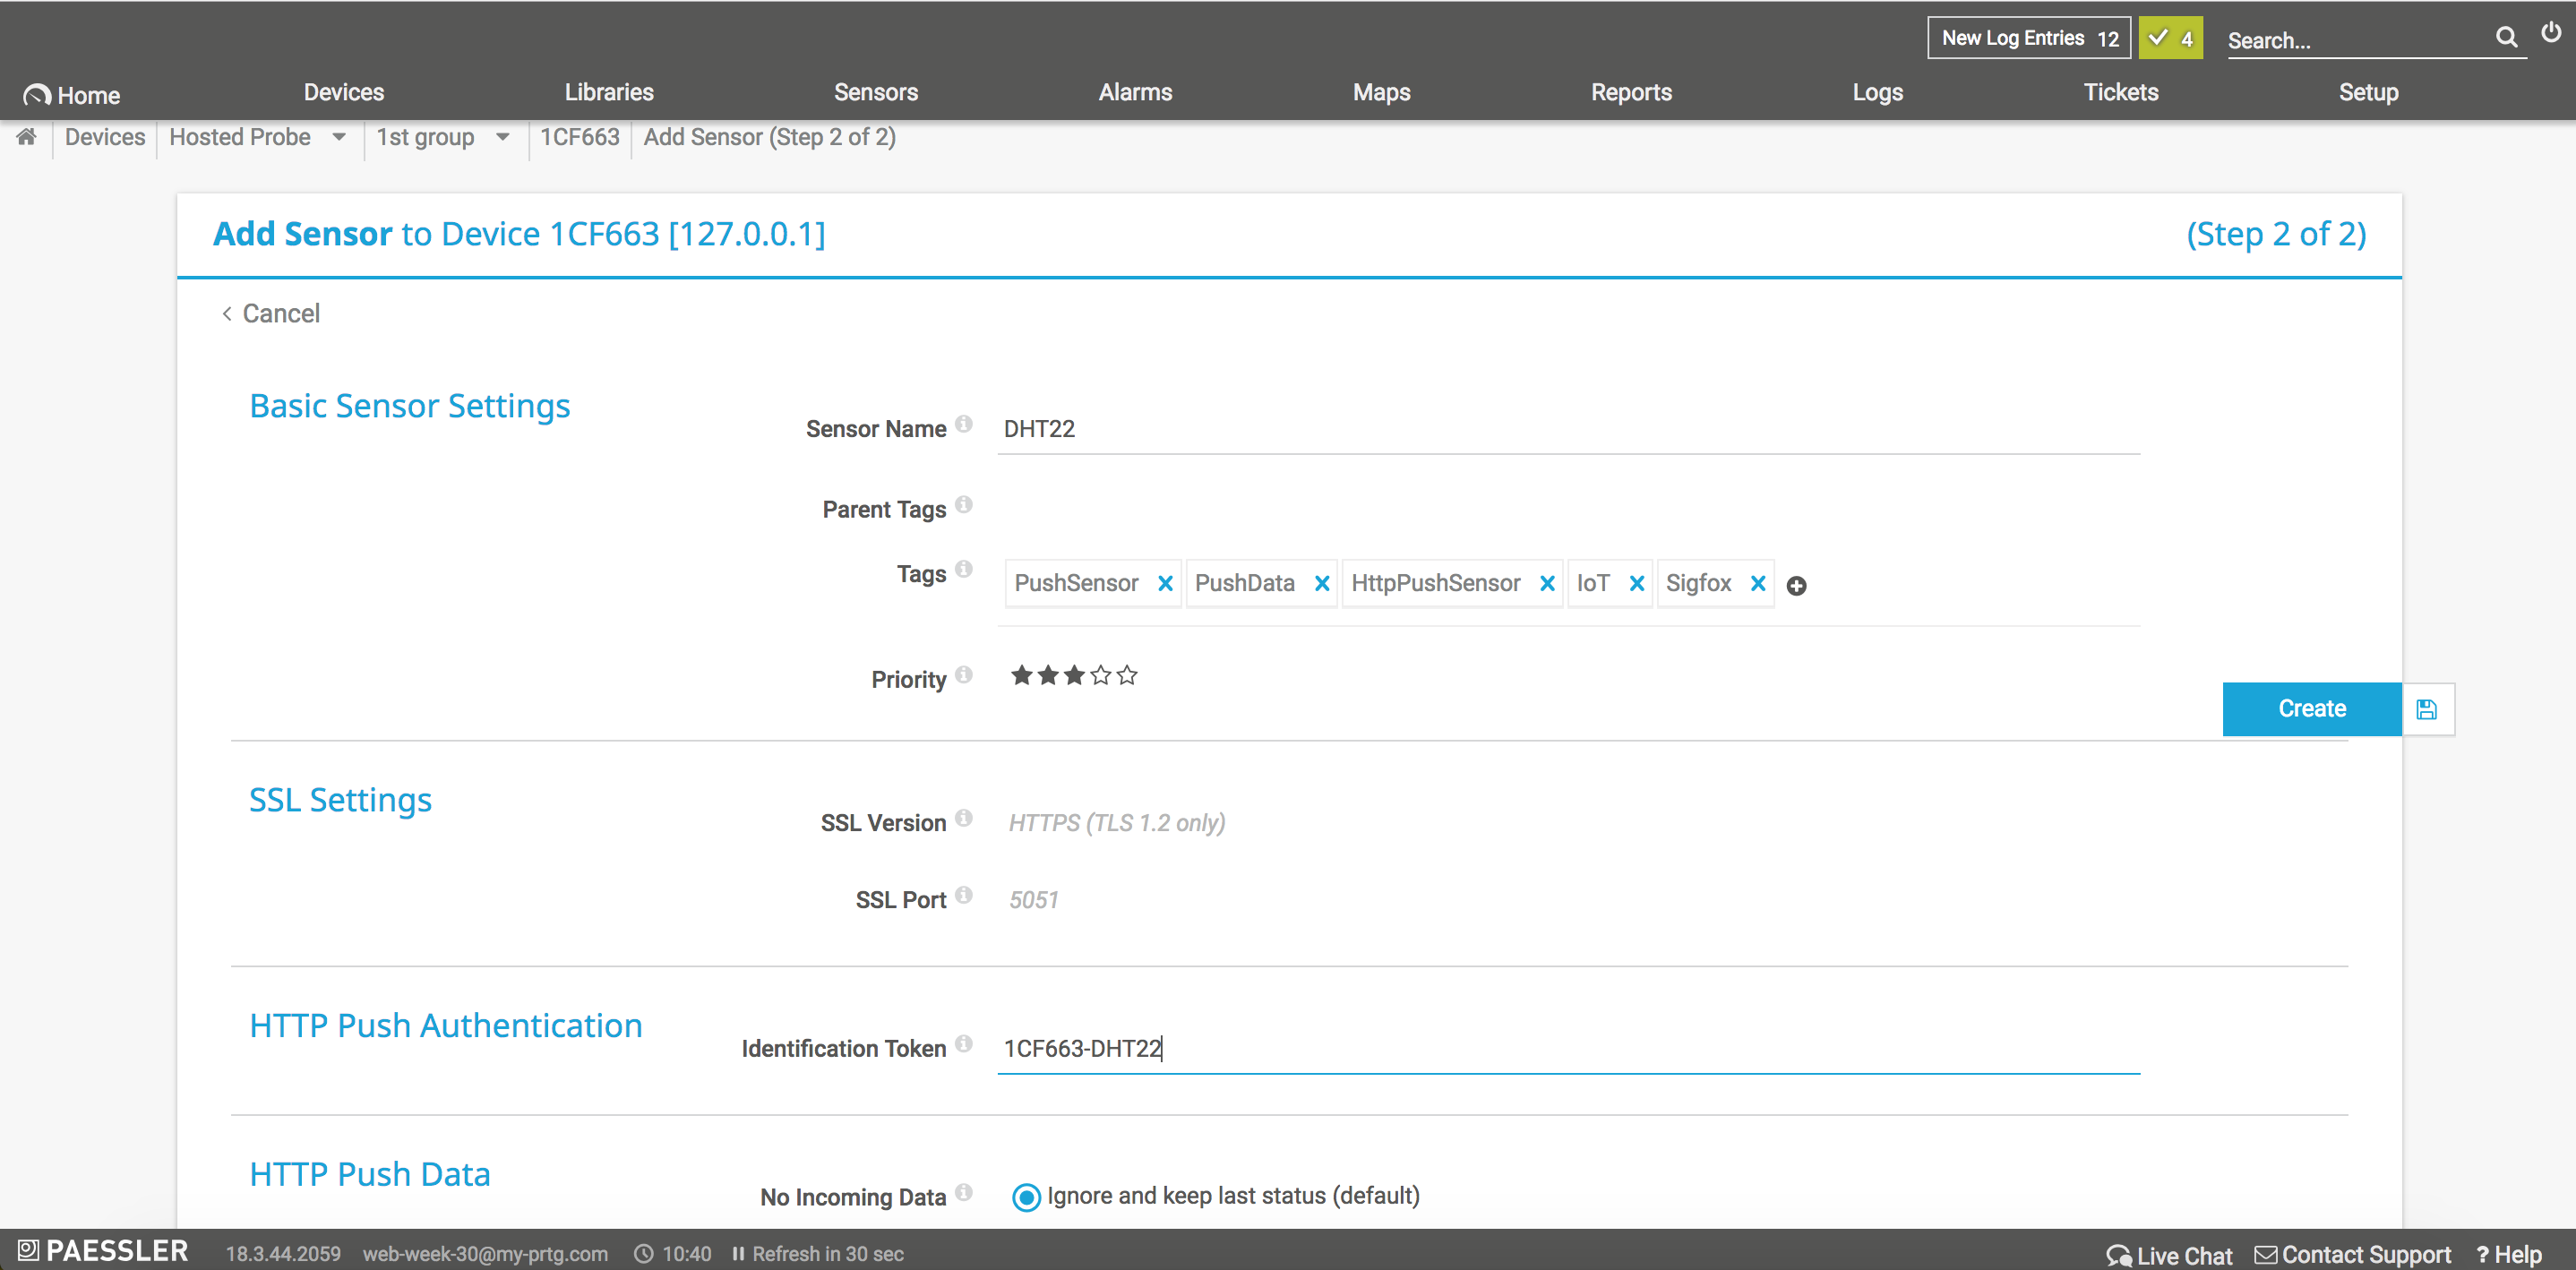 New Log Entries 12 4 Search...
Home Devices Libraries Sensors Alarms Maps Reports Logs Tickets Setup
Devices Hosted Probe 1st group 1CF663 Add Sensor (Step 2 of 2)
Add Sensor to Device 1CF663 [127.0.0.1] (Step 2 of 2)
< Cancel
Basic Sensor Settings
Sensor Name DHT22
Parent Tags
Tags PushSensor PushData HttpPushSensor IoT Sigfox
Priority
Create
SSL Settings
SSL Version HTTPS (TLS 1.2 only)
SSL Port 5051
HTTP Push Authentication
Identification Token 1CF663-DHT22
HTTP Push Data
No Incoming Data Ignore and keep last status (default)
PAESSLER 18.3.44.2059 web-week-30@my-prtg.com 10:40 Refresh in 30 sec Live Chat Contact Support ? Help